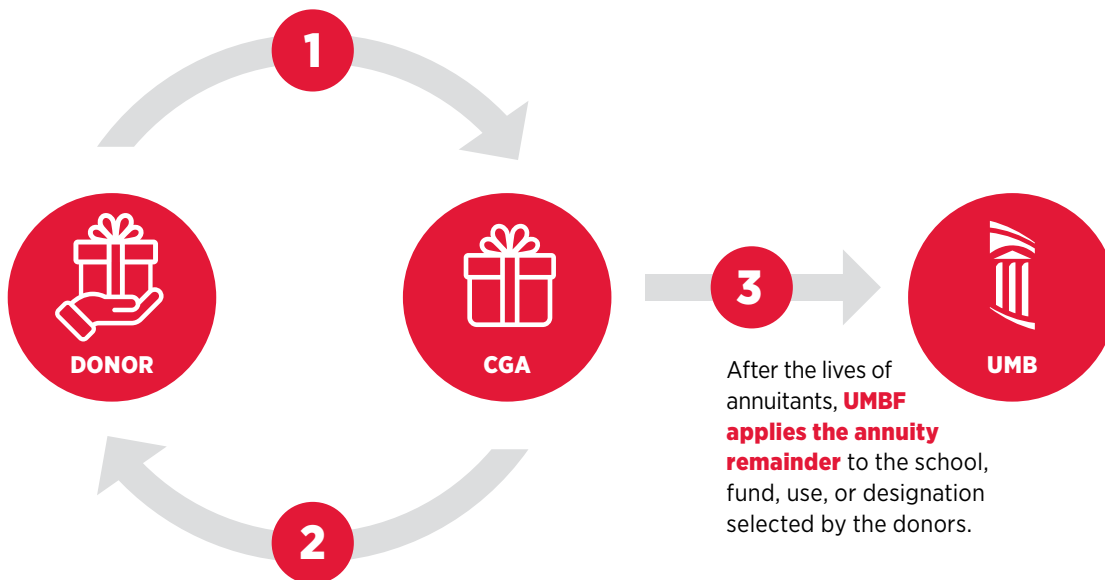 1
DONOR
CGA
3
UMB
After the lives of
annuitants, UMBF
applies the annuity
remainder to the school,
fund, use, or designation
selected by the donors.
2